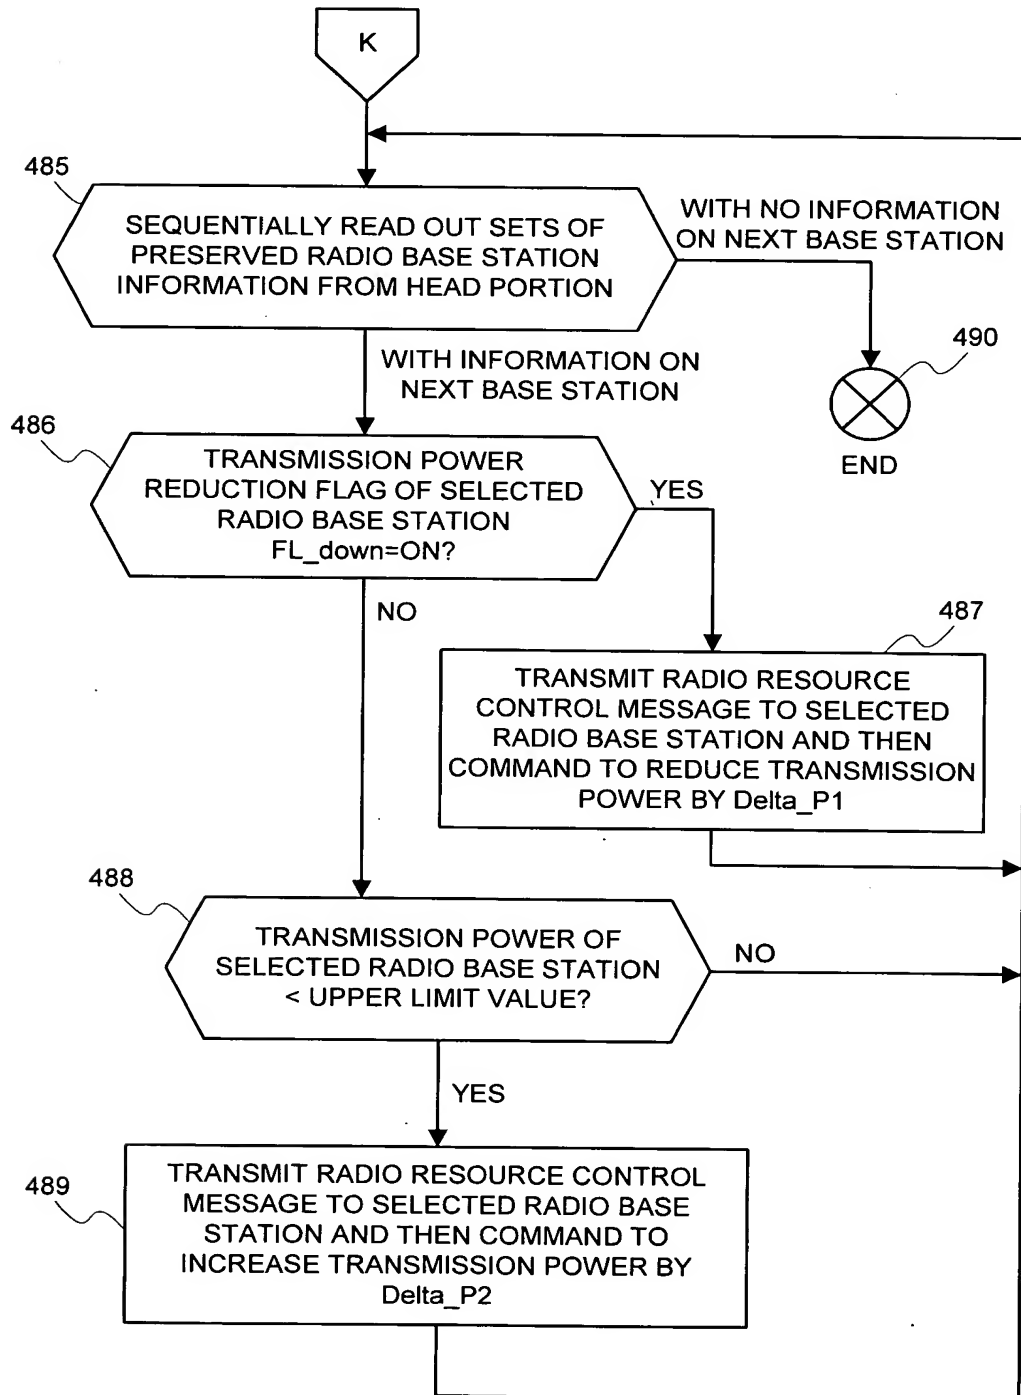 K
485
SEQUENTIALLY READ OUT SETS OF
PRESERVED RADIO BASE STATION
INFORMATION FROM HEAD PORTION
WITH NO INFORMATION
ON NEXT BASE STATION
490
END
WITH INFORMATION ON
NEXT BASE STATION
486
TRANSMISSION POWER
REDUCTION FLAG OF SELECTED
RADIO BASE STATION
FL_down=ON?
YES
NO
487
TRANSMIT RADIO RESOURCE
CONTROL MESSAGE TO SELECTED
RADIO BASE STATION AND THEN
COMMAND TO REDUCE TRANSMISSION
POWER BY Delta_P1
488
TRANSMISSION POWER OF
SELECTED RADIO BASE STATION
< UPPER LIMIT VALUE?
NO
YES
489
TRANSMIT RADIO RESOURCE CONTROL
MESSAGE TO SELECTED RADIO BASE
STATION AND THEN COMMAND TO
INCREASE TRANSMISSION POWER BY
Delta_P2